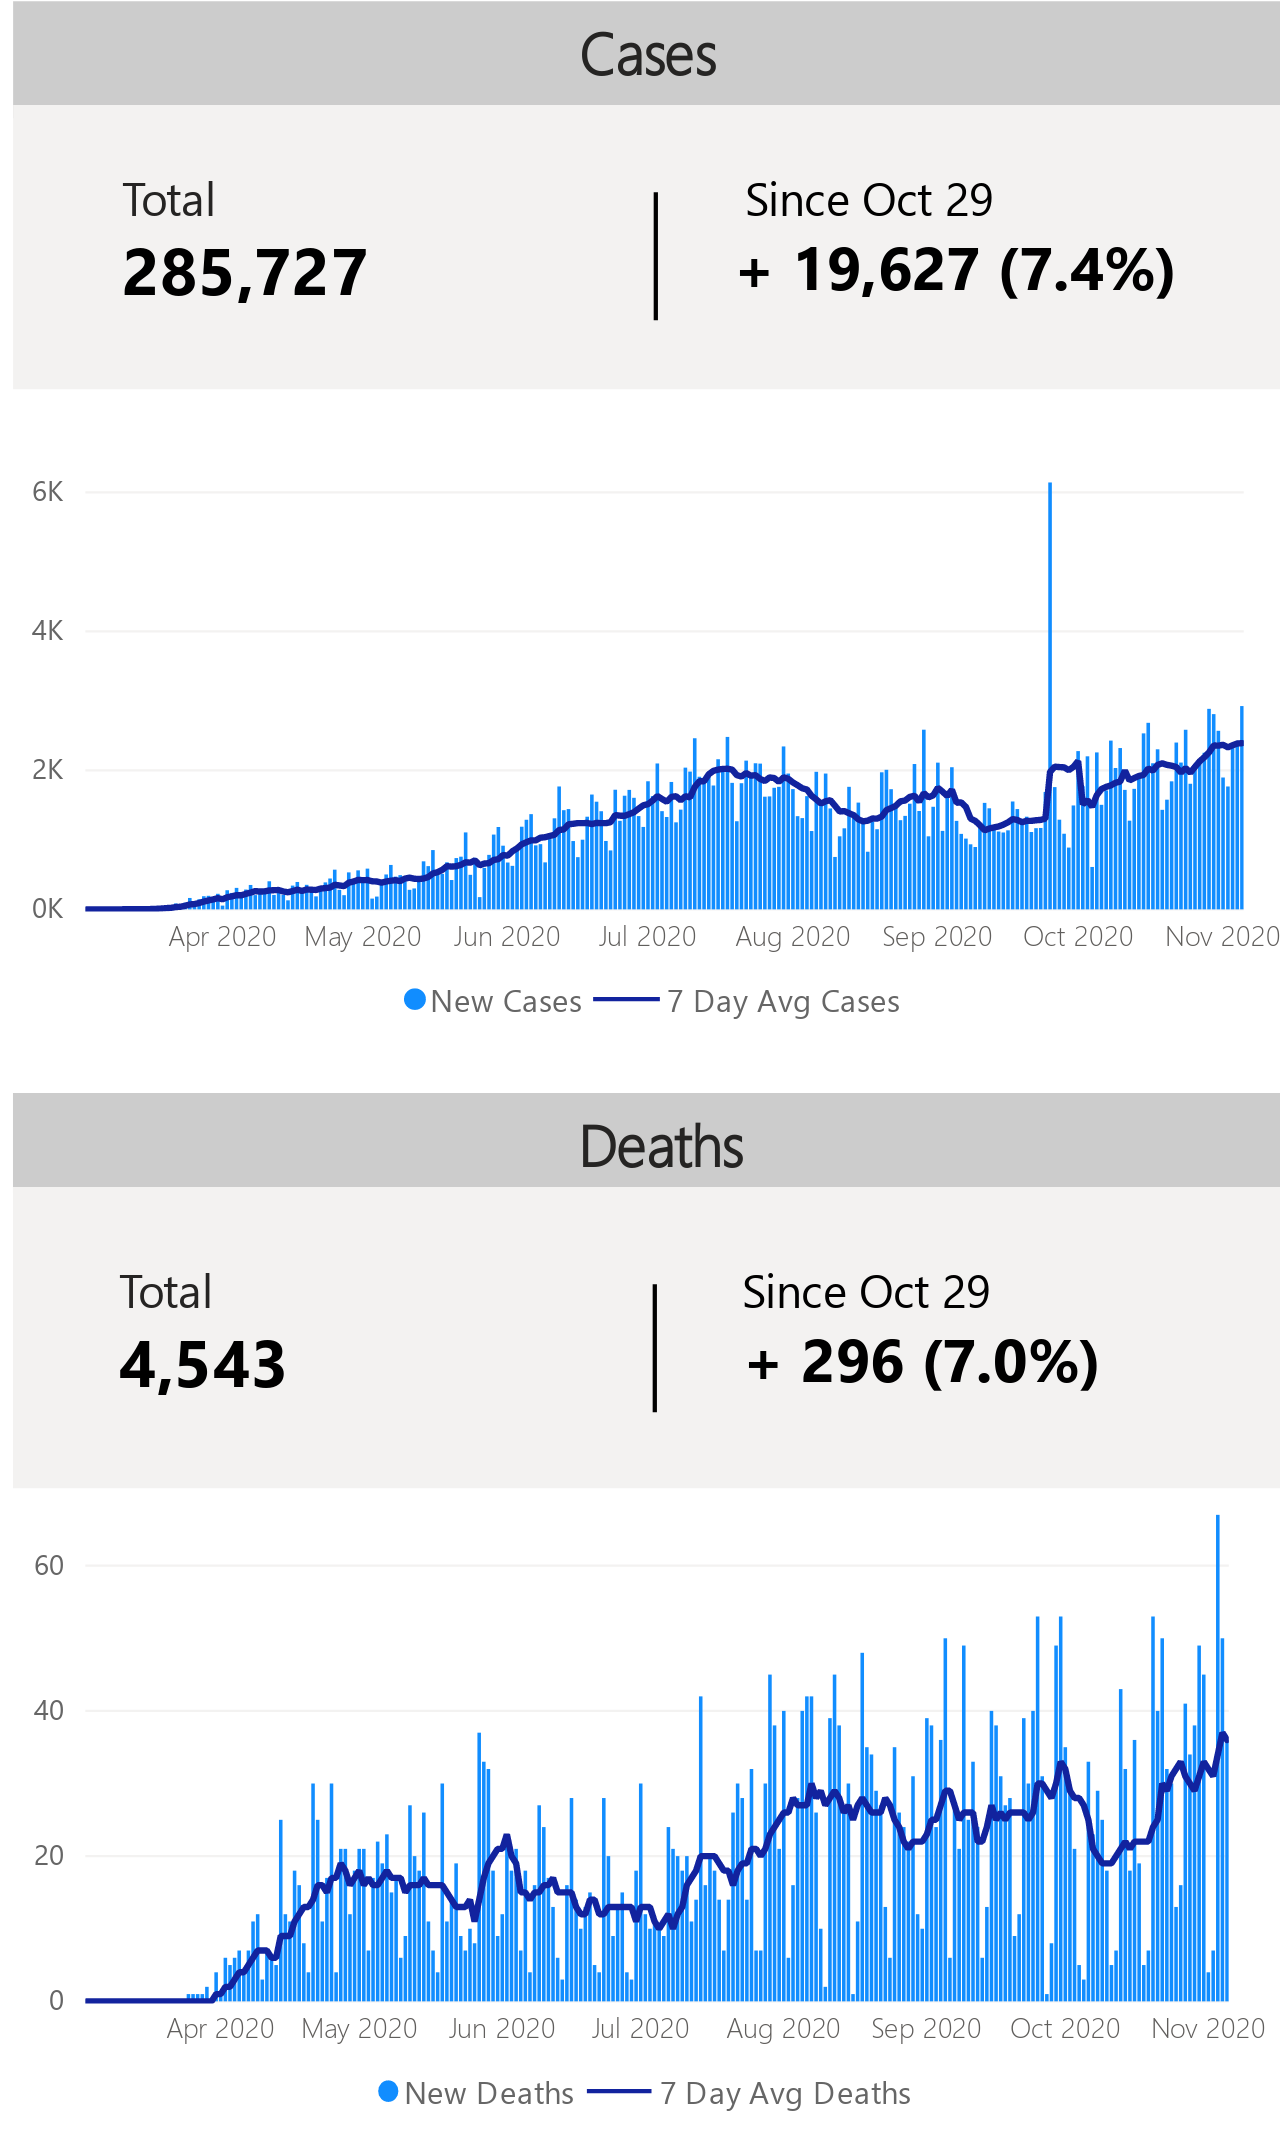 Cases
Total
Since Oct 29
285,727
+ 19,627 (7.4%)
6K
4K
2K
0K
Apr 2020 May 2020 Jun 2020 Jul 2020 Aug 2020 Sep 2020 Oct 2020 Nov 2020
New Cases 7 Day Avg Cases
Deaths
Total
Since Oct 29
4,543
+ 296 (7.0%)
60
40
20
0
Apr 2020 May 2020 Jun 2020 Jul 2020 Aug 2020 Sep 2020 Oct 2020 Nov 2020
New Deaths 7 Day Avg Deaths